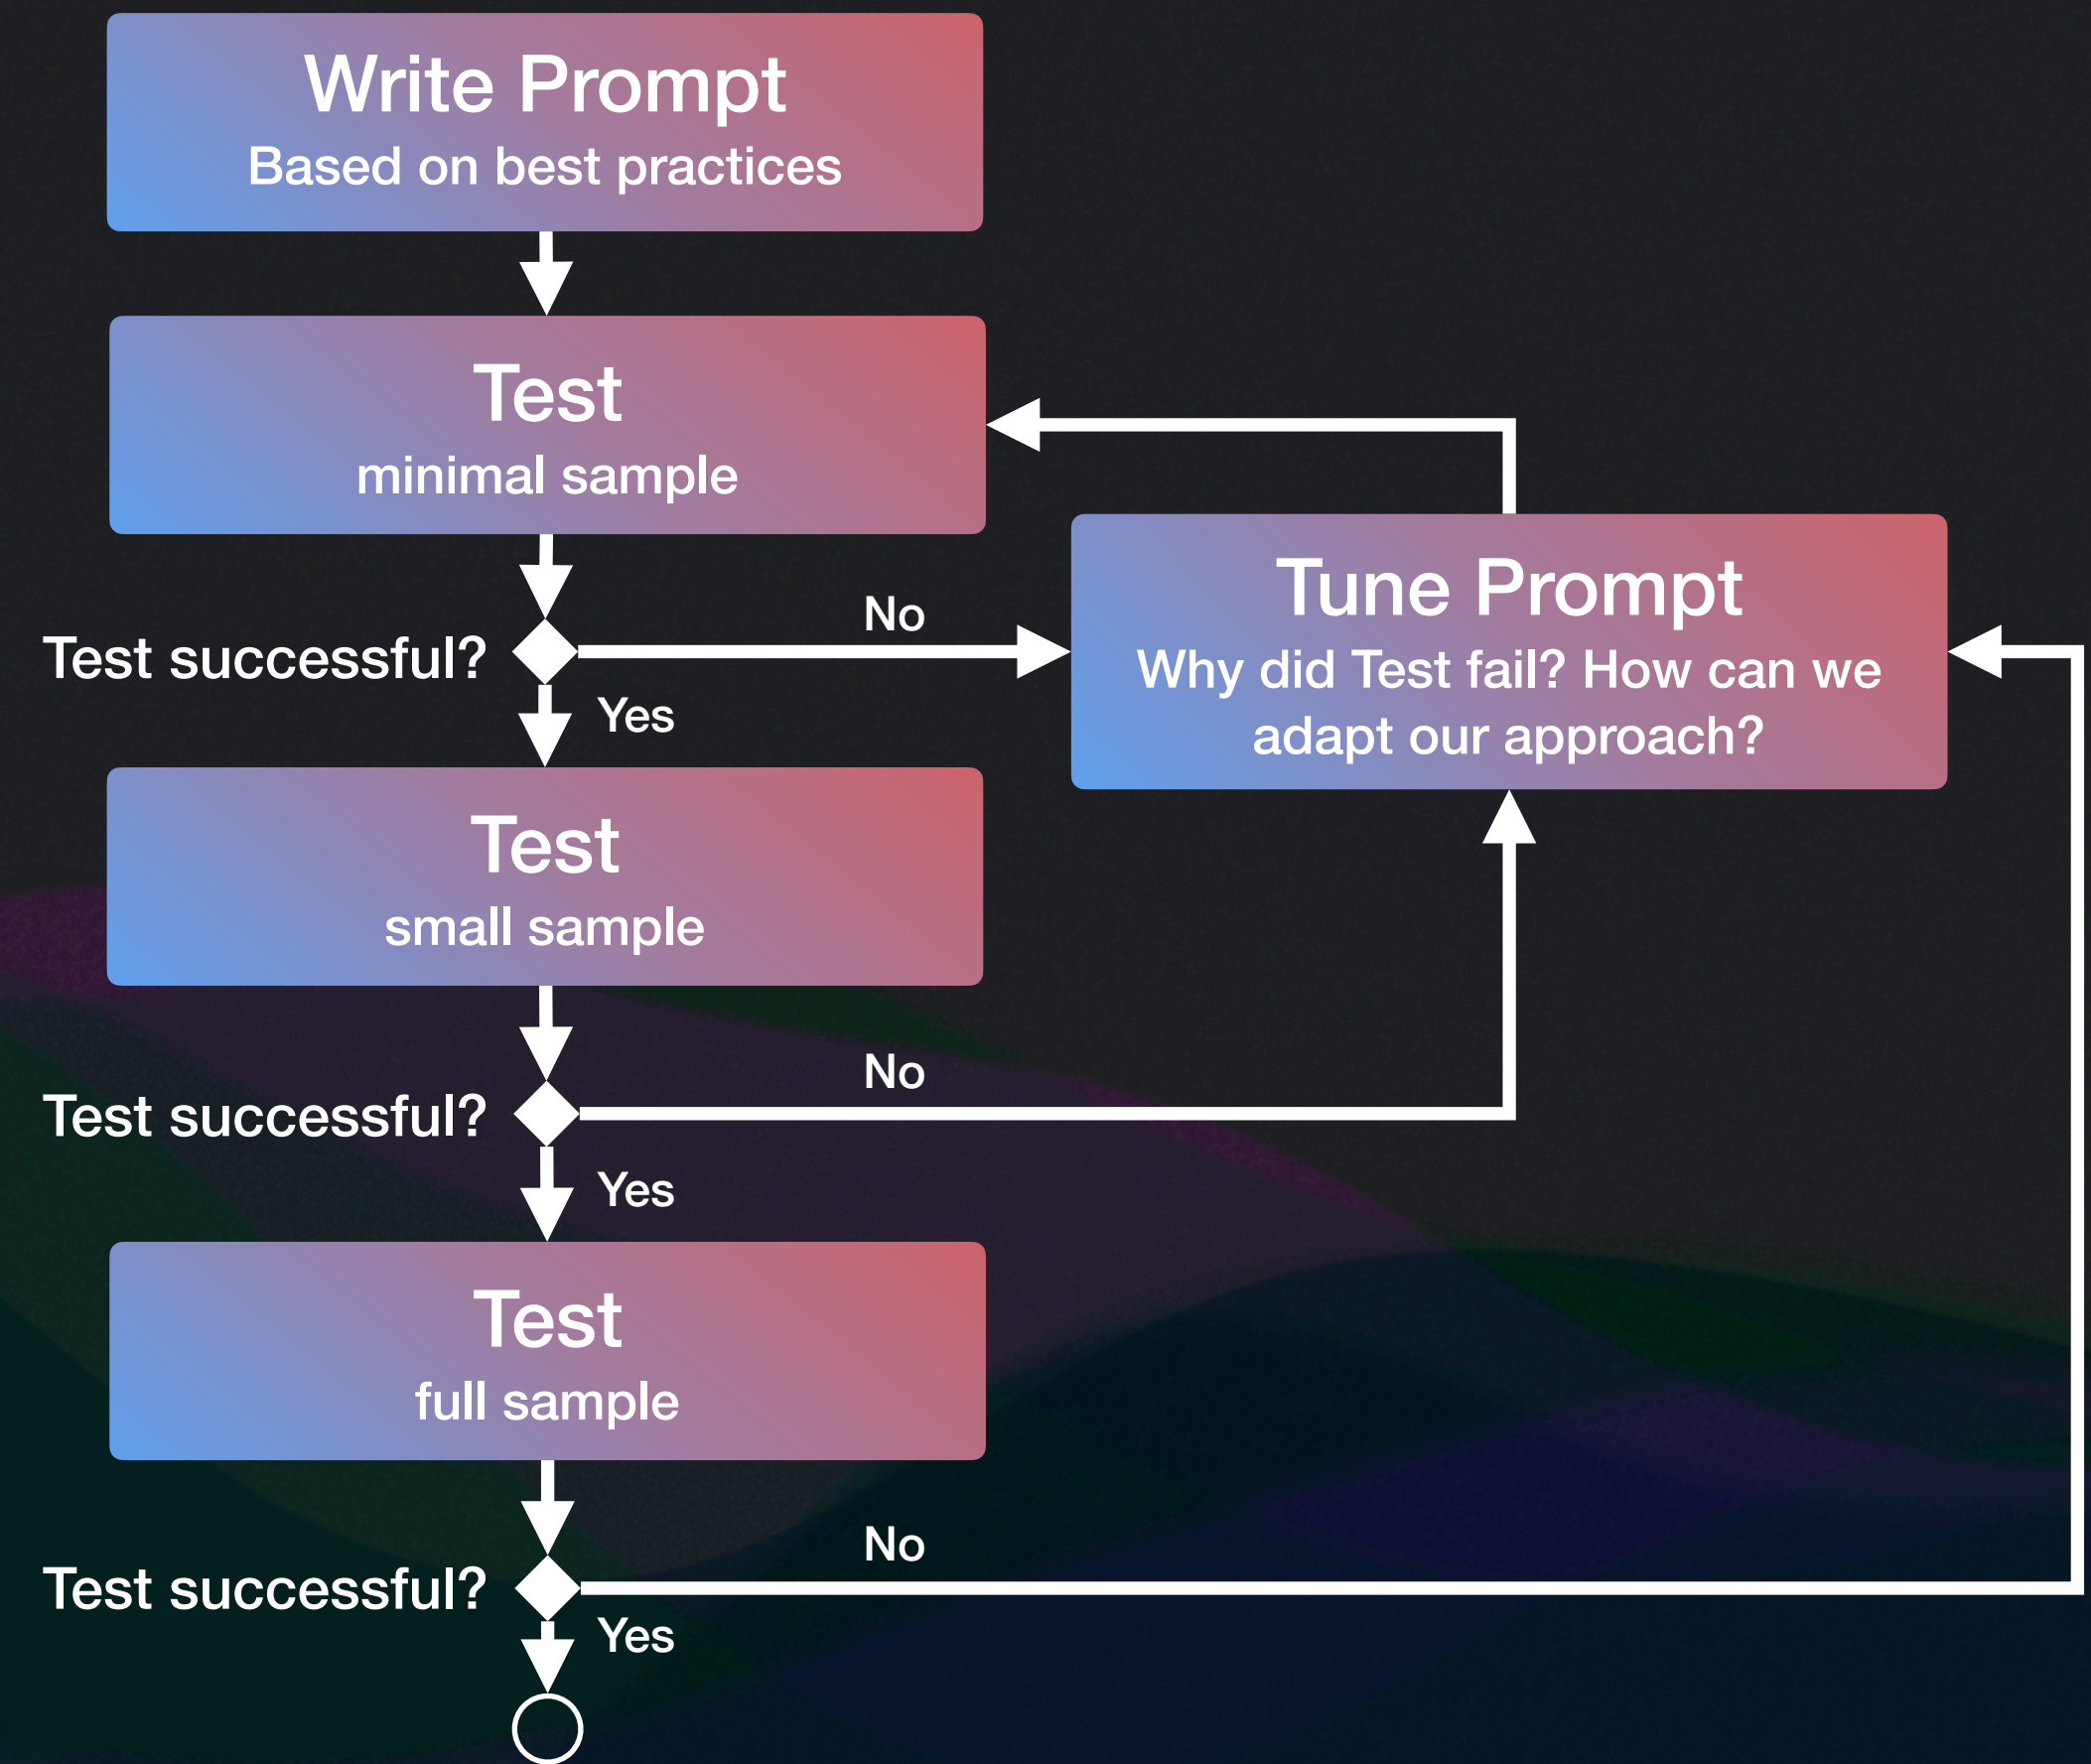 Write Prompt
Based on best practices
Test
minimal sample
Test successful?
No
Yes
Tune Prompt
Why did Test fail? How can we
adapt our approach?
Test
small sample
Test successful?
No
Yes
Test
full sample
Test successful?
No
Yes